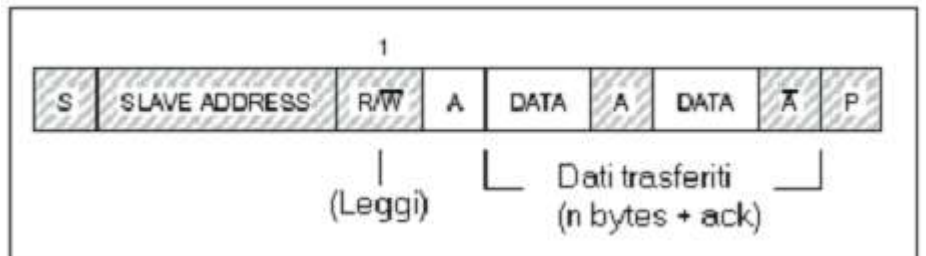 1
S SLAVE ADDRESS R/W̅ A DATA A DATA A̅ P
(Leggi) Dati trasferiti
(n bytes + ack)